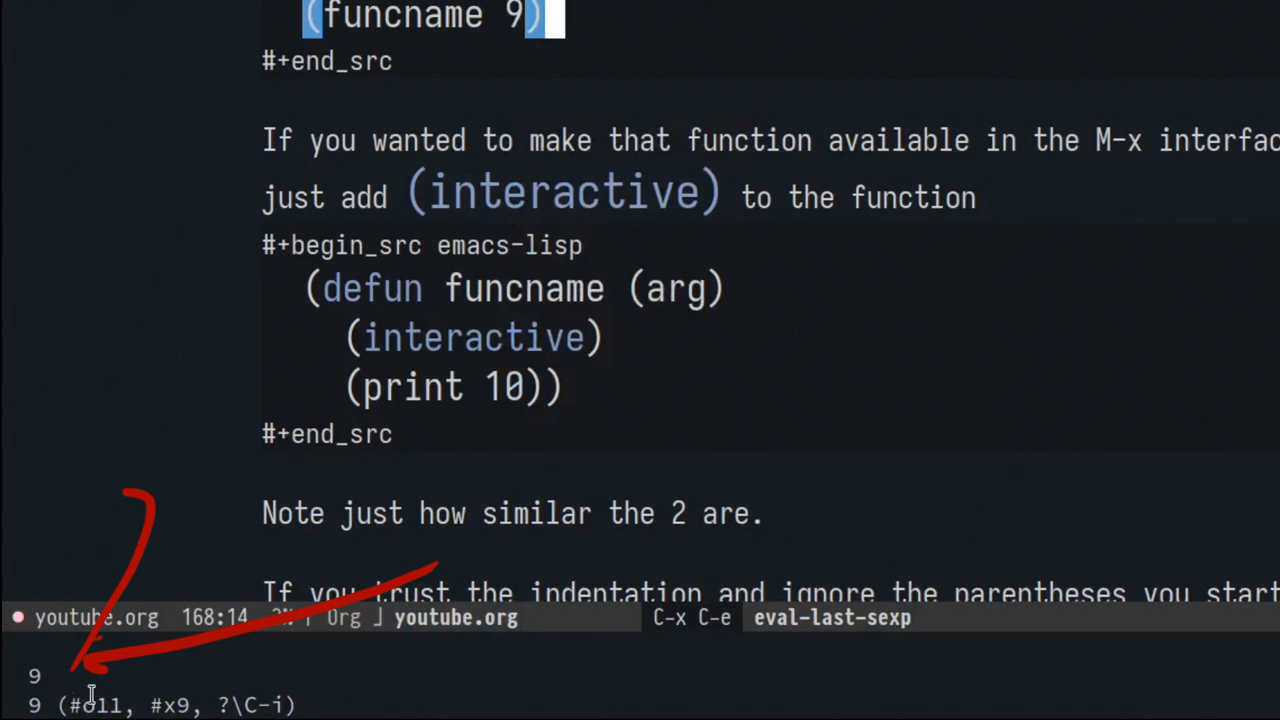 (funcname 9)
#+end_src
If you wanted to make that function available in the M-x interfac
just add (interactive) to the function
#+begin_src emacs-lisp
(defun funcname (arg)
(interactive)
(print 10))
#+end_src
Note just how similar the 2 are.
If you trust the indentation and ignore the parentheses you start
youtube.org 168:14 2% Org youtube.org C-x C-e eval-last-sexp
9
9 (#o11, #x9, ?\C-i)